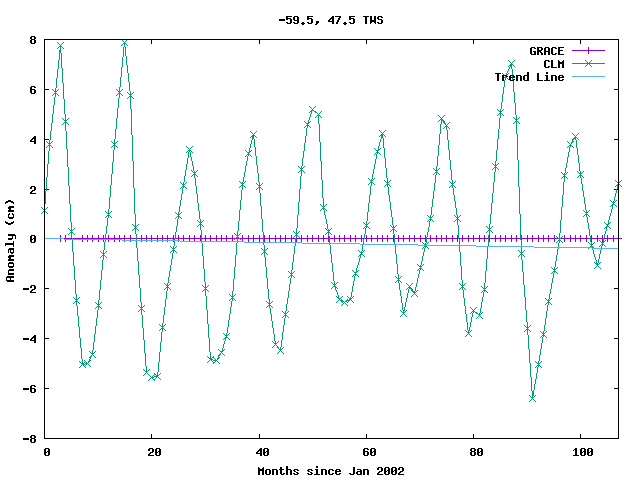 -59.5, 47.5 TWS
GRACE
CLM
Trend Line
8
6
4
2
0
-2
-4
-6
-8
Anomaly (cm)
0 20 40 60 80 100
Months since Jan 2002